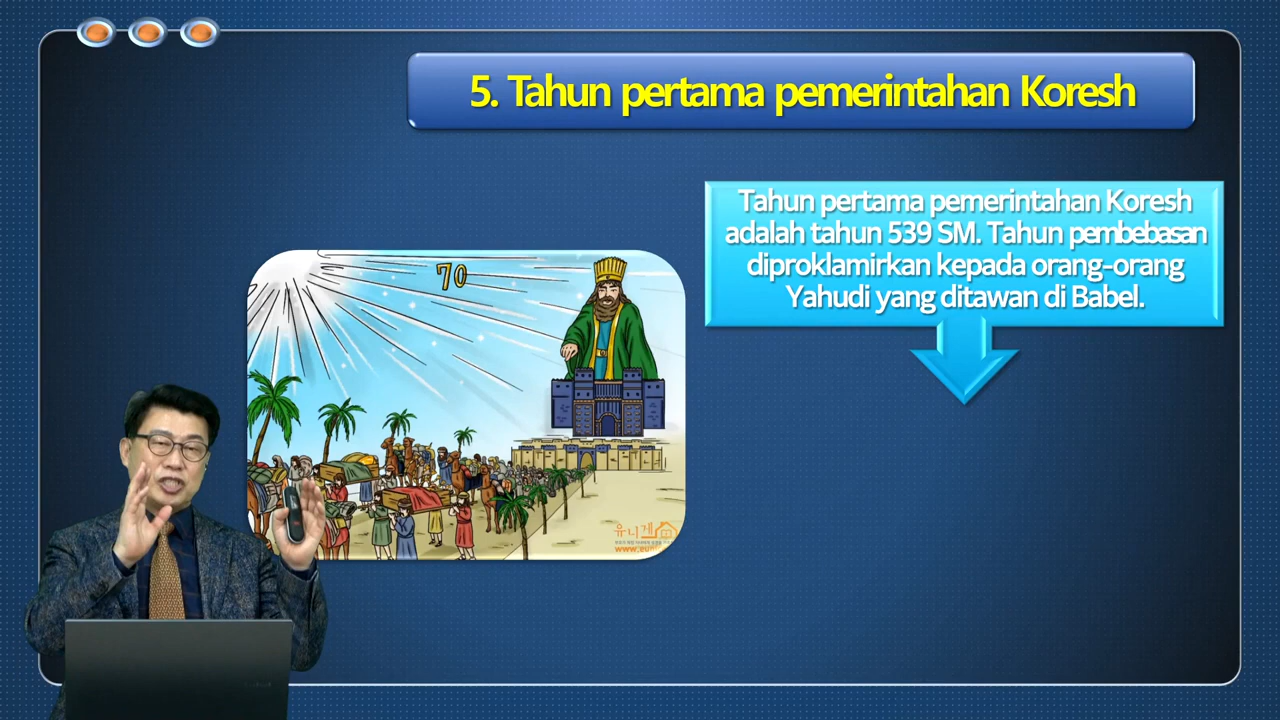 5. Tahun pertama pemerintahan Koresh
Tahun pertama pemerintahan Koresh
adalah tahun 539 SM. Tahun pembebasan
diproklamirkan kepada orang-orang
Yahudi yang ditawan di Babel.
70
유니게